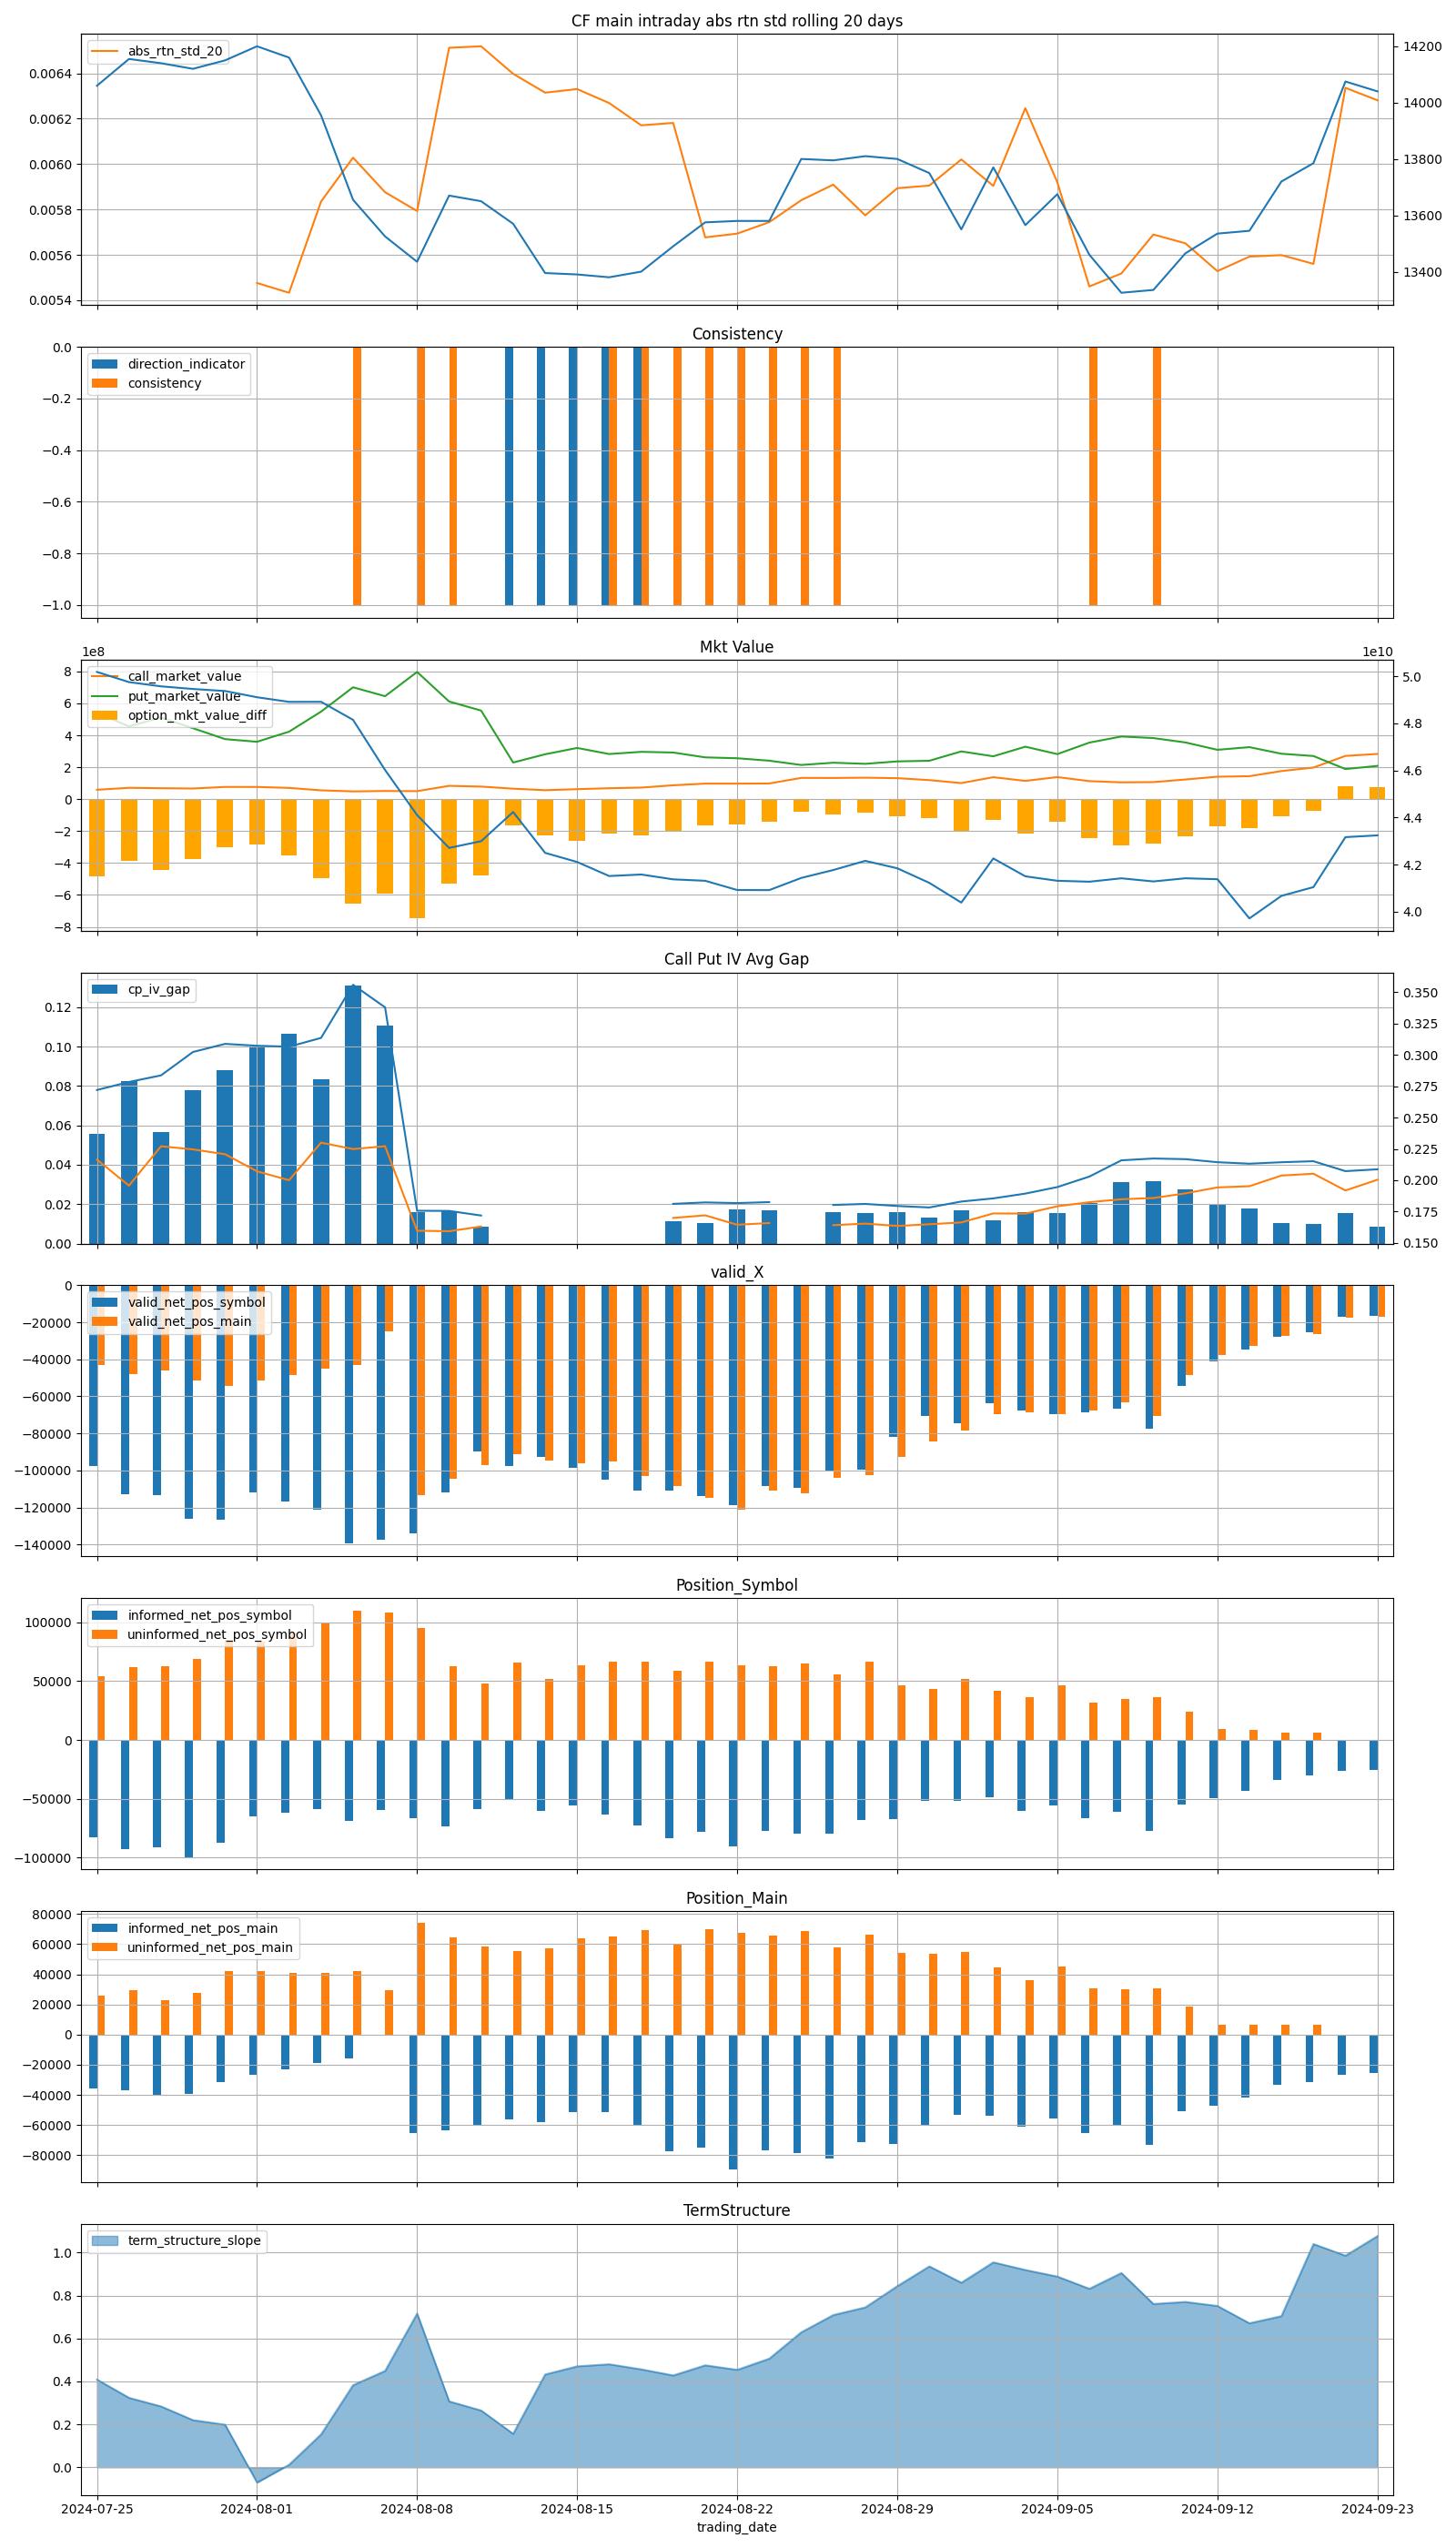 CF main intraday abs rtn std rolling 20 days
abs_rtn_std_20
0.0064
0.0062
0.0060
0.0058
0.0056
0.0054
14200
14000
13800
13600
13400
Consistency
direction_indicator
consistency
0.0
−0.2
−0.4
−0.6
−0.8
−1.0
Mkt Value
1e8
1e10
call_market_value
put_market_value
option_mkt_value_diff
8
6
4
2
0
−2
−4
−6
−8
5.0
4.8
4.6
4.4
4.2
4.0
Call Put IV Avg Gap
cp_iv_gap
0.12
0.10
0.08
0.06
0.04
0.02
0.00
0.350
0.325
0.300
0.275
0.250
0.225
0.200
0.175
0.150
valid_X
valid_net_pos_symbol
valid_net_pos_main
0
−20000
−40000
−60000
−80000
−100000
−120000
−140000
Position_Symbol
informed_net_pos_symbol
uninformed_net_pos_symbol
100000
50000
0
−50000
−100000
Position_Main
informed_net_pos_main
uninformed_net_pos_main
80000
60000
40000
20000
0
−20000
−40000
−60000
−80000
TermStructure
term_structure_slope
1.0
0.8
0.6
0.4
0.2
0.0
2024-07-25 2024-08-01 2024-08-08 2024-08-15 2024-08-22 2024-08-29 2024-09-05 2024-09-12 2024-09-23
trading_date